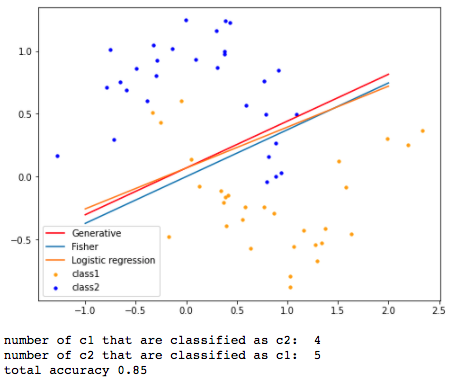 1.0
0.5
0.0
−0.5
Generative
Fisher
Logistic regression
class1
class2
−1.0 −0.5 0.0 0.5 1.0 1.5 2.0 2.5
number of c1 that are classified as c2:  4
number of c2 that are classified as c1:  5
total accuracy 0.85